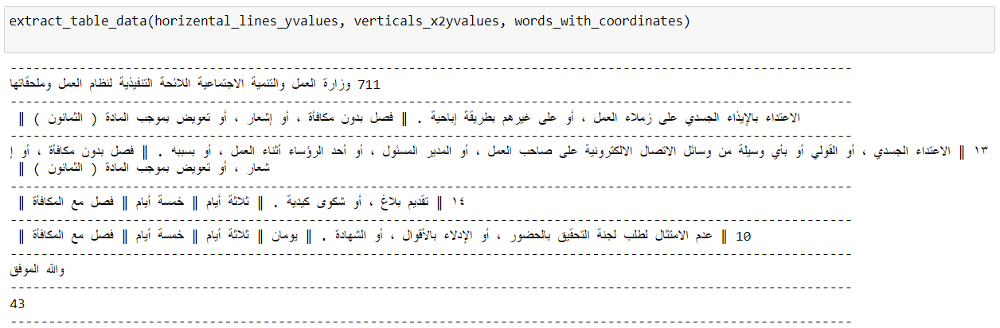 extract_table_data(horizental_lines_yvalues, verticals_x2yvalues, words_with_coordinates)
----------------------------------------------------------------------------------------------------
711 وزارة العمل والتنمية الاجتماعية اللائحة التنفيذية لنظام العمل وملحقاتها
----------------------------------------------------------------------------------------------------
الاعتداء بالإيذاء الجسدي على زملاء العمل ، أو على غيرهم بطريقة إباحية . || فصل بدون مكافأة ، أو إشعار ، أو تعويض بموجب المادة ( الثمانون ) ||
----------------------------------------------------------------------------------------------------
١٣ || الاعتداء الجسدي ، أو القولي أو بأي وسيلة من وسائل الاتصال الالكترونية على صاحب العمل ، أو المدير المسئول ، أو أحد الرؤساء أثناء العمل ، أو بسببه . || فصل بدون مكافأة ، أو إ
شعار ، أو تعويض بموجب المادة ( الثمانون ) ||
----------------------------------------------------------------------------------------------------
١٤ || تقديم بلاغ ، أو شكوى كيدية . || ثلاثة أيام || خمسة أيام || فصل مع المكافأة ||
----------------------------------------------------------------------------------------------------
10 || عدم الامتثال لطلب لجنة التحقيق بالحضور ، أو الإدلاء بالأقوال ، أو الشهادة . || يومان || ثلاثة أيام || خمسة أيام || فصل مع المكافأة ||
----------------------------------------------------------------------------------------------------
والله الموفق
----------------------------------------------------------------------------------------------------
43
----------------------------------------------------------------------------------------------------